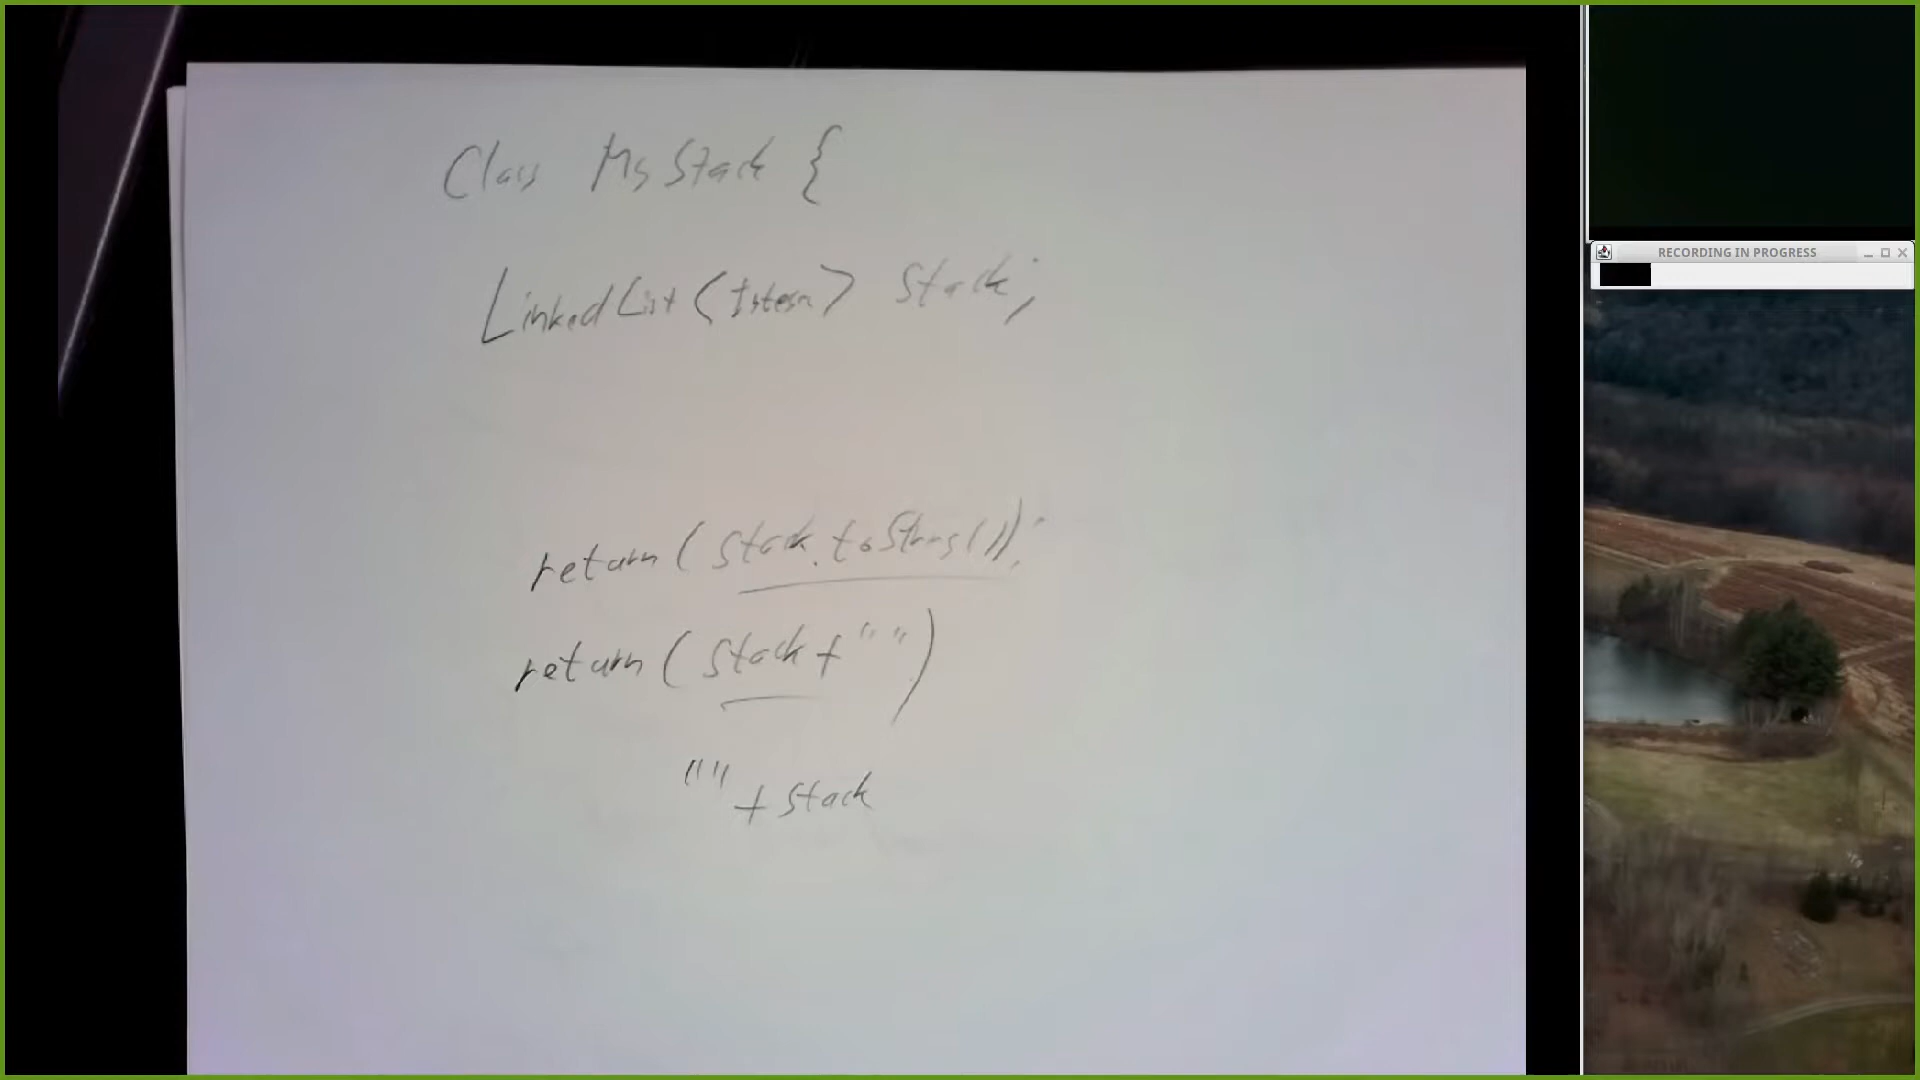 Class MyStack {
LinkedList<Integer> Stack;
return (Stack.toString());
return (Stack + "")
"" + Stack
RECORDING IN PROGRESS